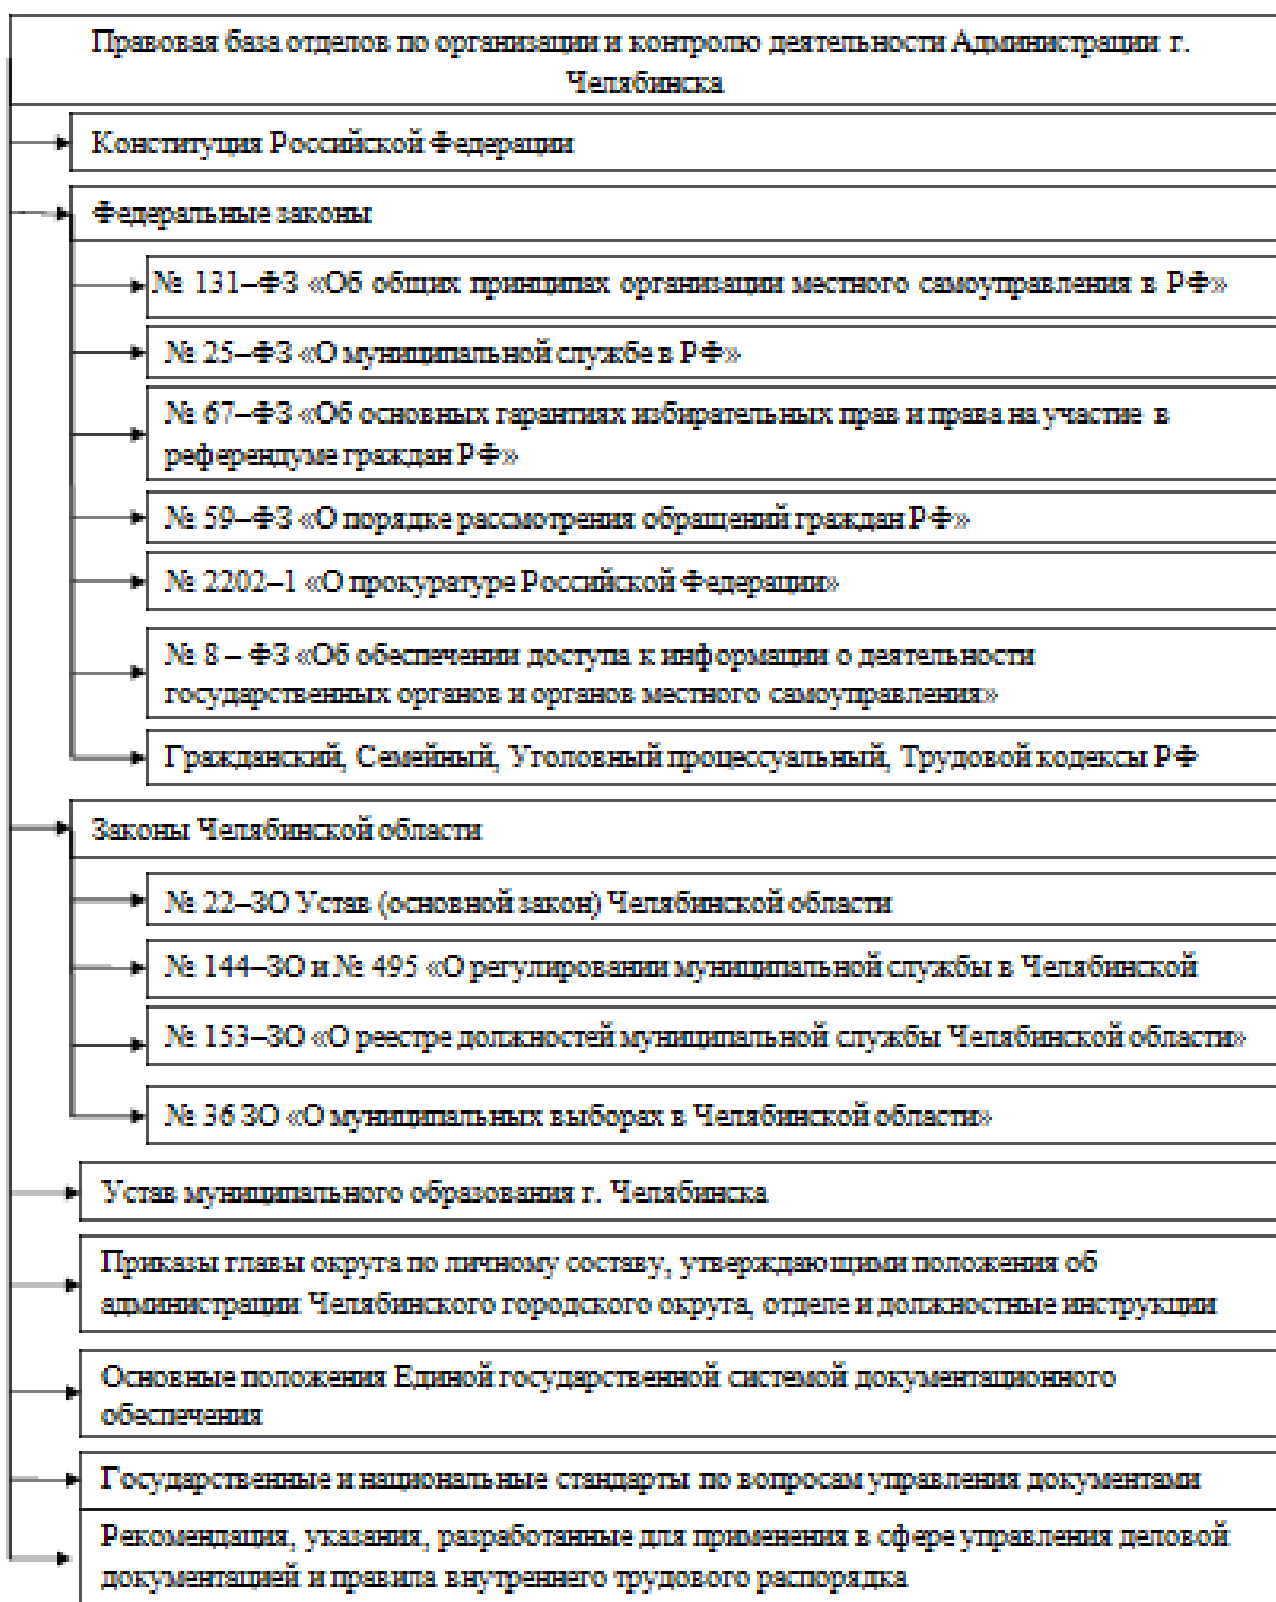 Правовая база отделов по организации и контролю деятельности Администрации г.
Челябинска
Конституция Российской Федерации
Федеральные законы
№ 131–ФЗ «Об общих принципах организации местного самоуправления в РФ»
№ 25–ФЗ «О муниципальной службе в РФ»
№ 67–ФЗ «Об основных гарантиях избирательных прав и права на участие в
референдуме граждан РФ»
№ 59–ФЗ «О порядке рассмотрения обращений граждан РФ»
№ 2202–1 «О прокуратуре Российской Федерации»
№ 8 – ФЗ «Об обеспечении доступа к информации о деятельности
государственных органов и органов местного самоуправления»
Гражданский, Семейный, Уголовный процессуальный, Трудовой кодексы РФ
Законы Челябинской области
№ 22–ЗО Устав (основной закон) Челябинской области
№ 144–ЗО и № 495 «О регулировании муниципальной службы в Челябинской
№ 153–ЗО «О реестре должностей муниципальной службы Челябинской области»
№ 36 ЗО «О муниципальных выборах в Челябинской области»
Устав муниципального образования г. Челябинска
Приказы главы округа по личному составу, утверждающими положения об
администрации Челябинского городского округа, отделе и должностные инструкции
Основные положения Единой государственной системой документационного
обеспечения
Государственные и национальные стандарты по вопросам управления документами
Рекомендация, указания, разработанные для применения в сфере управления деловой
документацией и правила внутреннего трудового распорядка